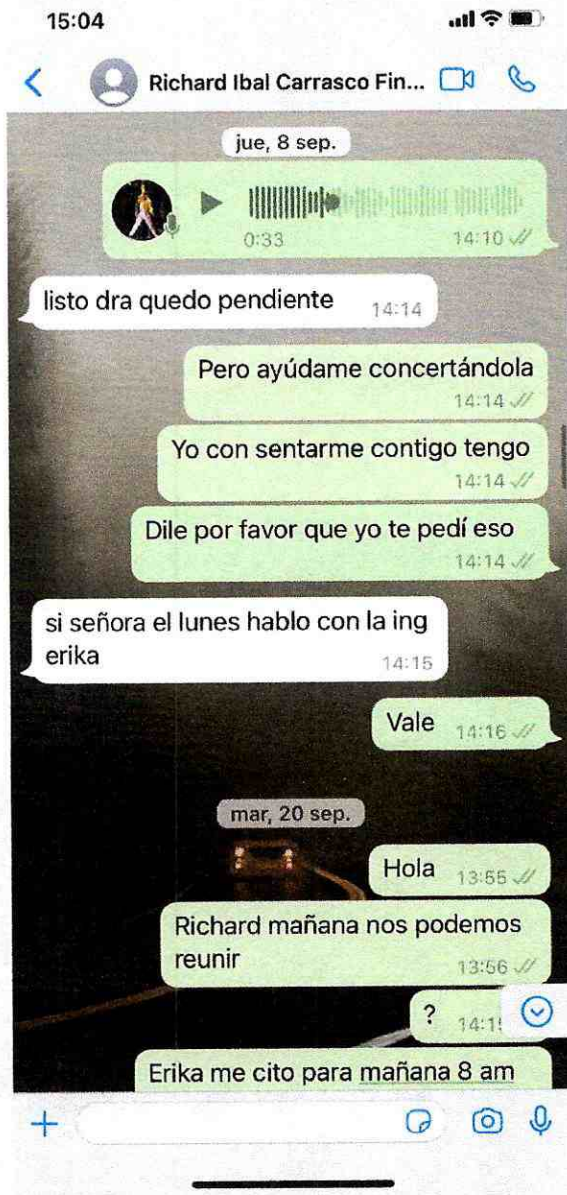 15:04
Richard Ibal Carrasco Fin...
jue, 8 sep.
0:33 14:10
listo dra quedo pendiente 14:14
Pero ayúdame concertándola
14:14
Yo con sentarme contigo tengo
14:14
Dile por favor que yo te pedí eso
14:14
si señora el lunes hablo con la ing
erika 14:15
Vale 14:16
mar, 20 sep.
Hola 13:55
Richard mañana nos podemos
reunir 13:56
?
Erika me cito para mañana 8 am